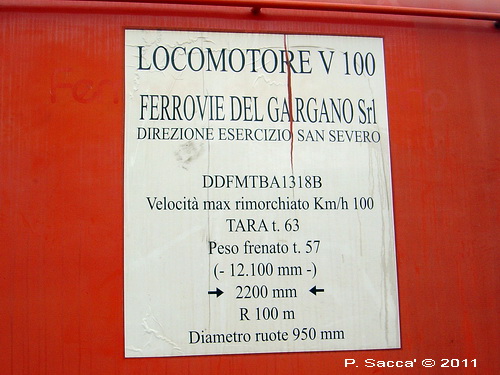 LOCOMOTORE V 100
FERROVIE DEL GARGANO Srl
DIREZIONE ESERCIZIO SAN SEVERO
DDFMTBA1318B
Velocità max rimorchiato Km/h 100
TARA t. 63
Peso frenato t. 57
(- 12.100 mm -)
→ 2200 mm ←
R 100 m
Diametro ruote 950 mm
P. Sacca' © 2011